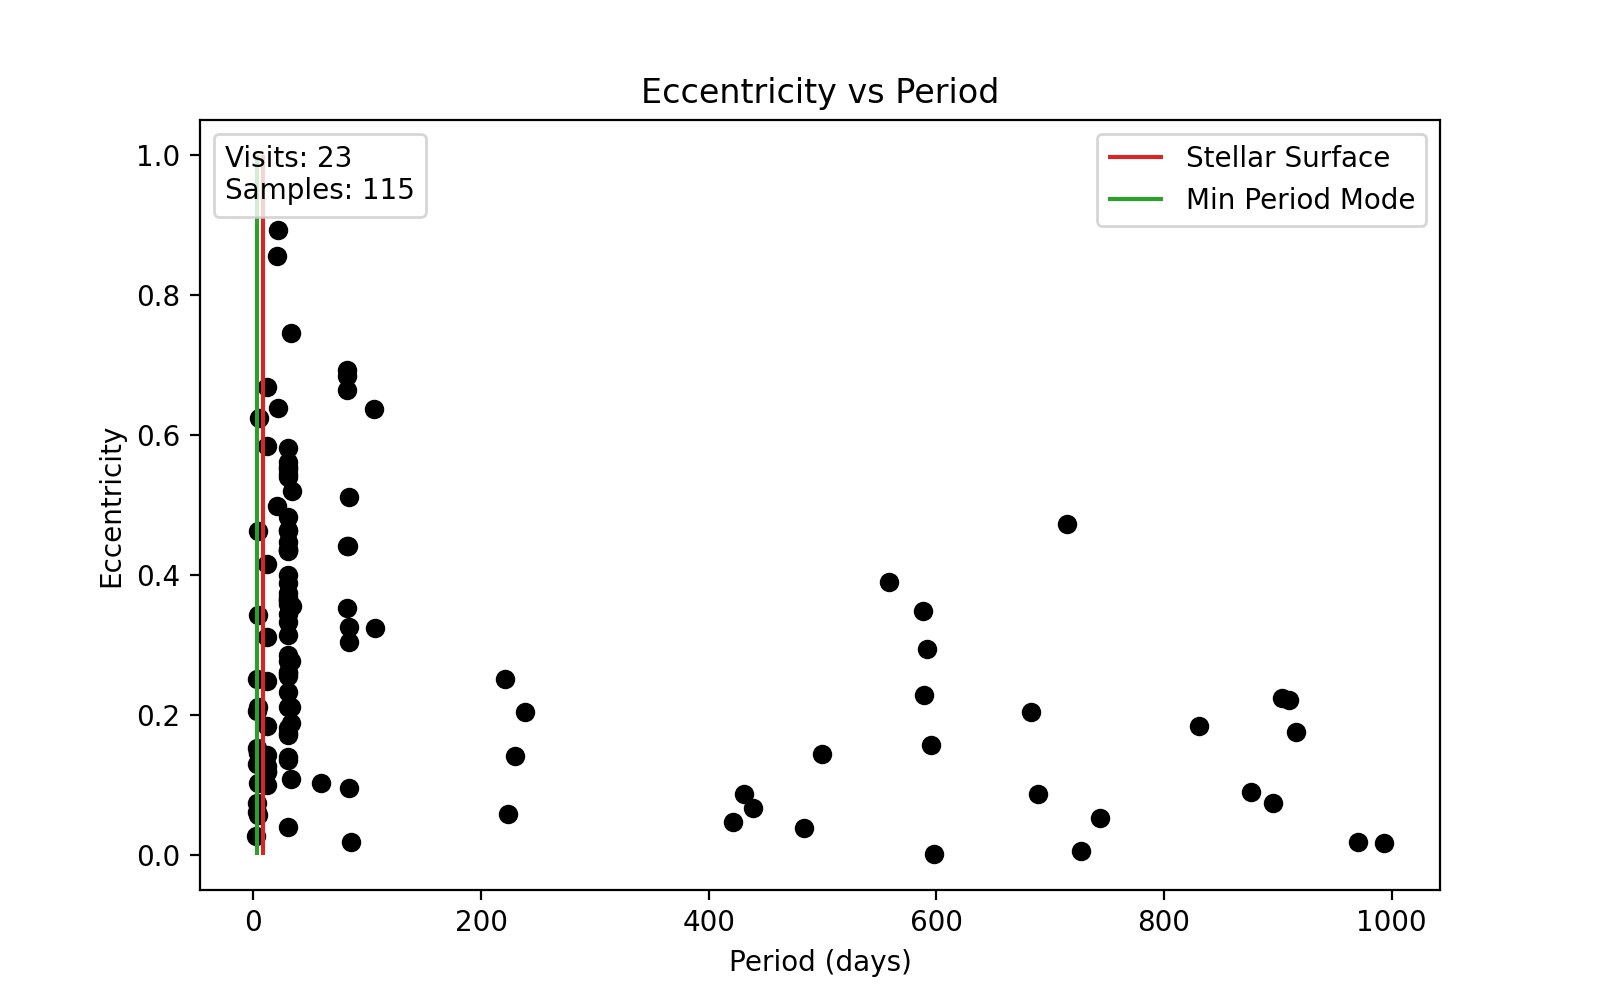 Eccentricity vs Period
Visits: 23
Samples: 115
Stellar Surface
Min Period Mode
1.0
0.8
0.6
0.4
0.2
0.0
Eccentricity
0 200 400 600 800 1000
Period (days)